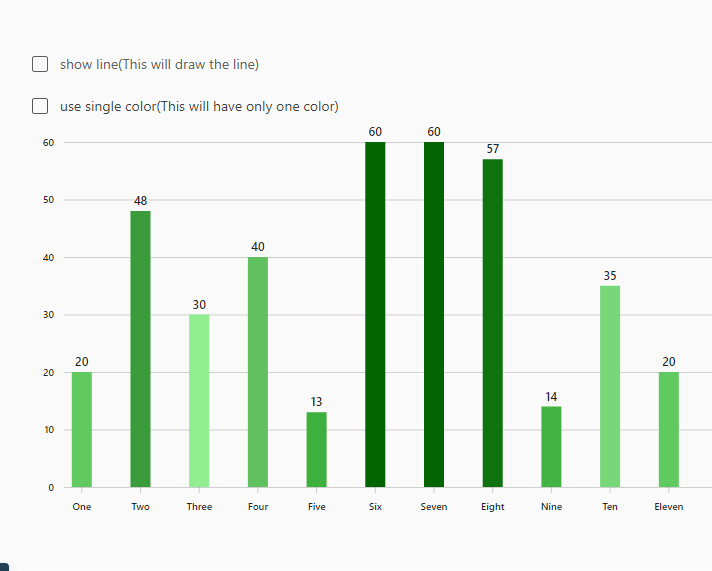 show line(This will draw the line)
use single color(This will have only one color)
60 60 60
57
50
48
40 40
35
30 30
20 20 20
14
13
10
0
One Two Three Four Five Six Seven Eight Nine Ten Eleven